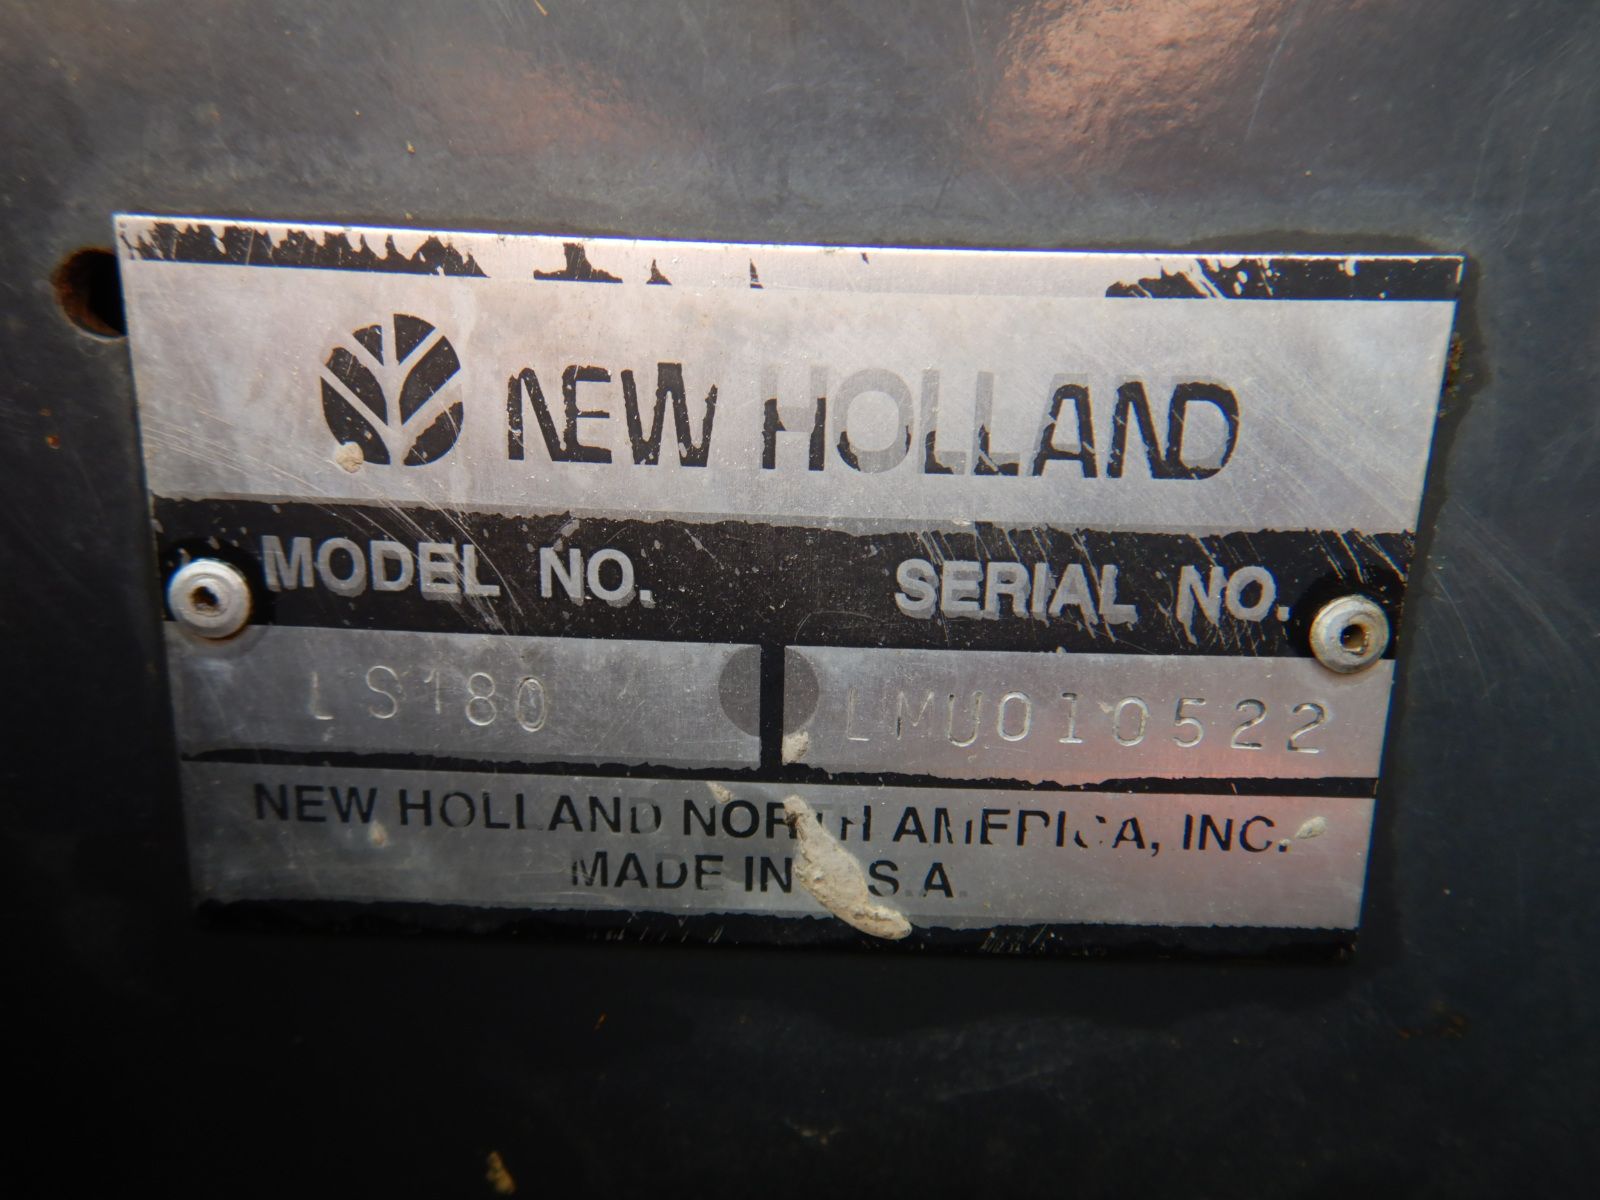 NEW HOLLAND
MODEL NO. SERIAL NO.
LS180 LMU010522
NEW HOLLAND NORTH AMERICA, INC.
MADE IN U.S.A.